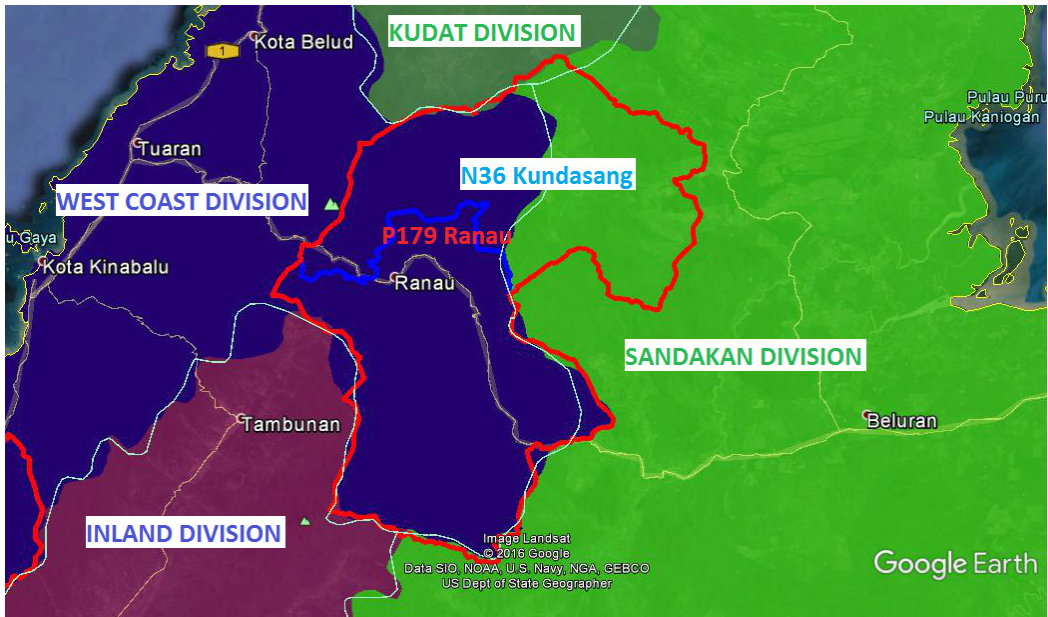 KUDAT DIVISION
Kota Belud
1
Pulau Puru
Pulau Kaniogan
Tuaran
N36 Kundasang
WEST COAST DIVISION
u Gaya
P179 Ranau
Kota Kinabalu
Ranau
SANDAKAN DIVISION
Tambunan
Beluran
INLAND DIVISION
Image Landsat
© 2016 Google
Data SIO, NOAA, U.S. Navy, NGA, GEBCO
US Dept of State Geographer
Google Earth